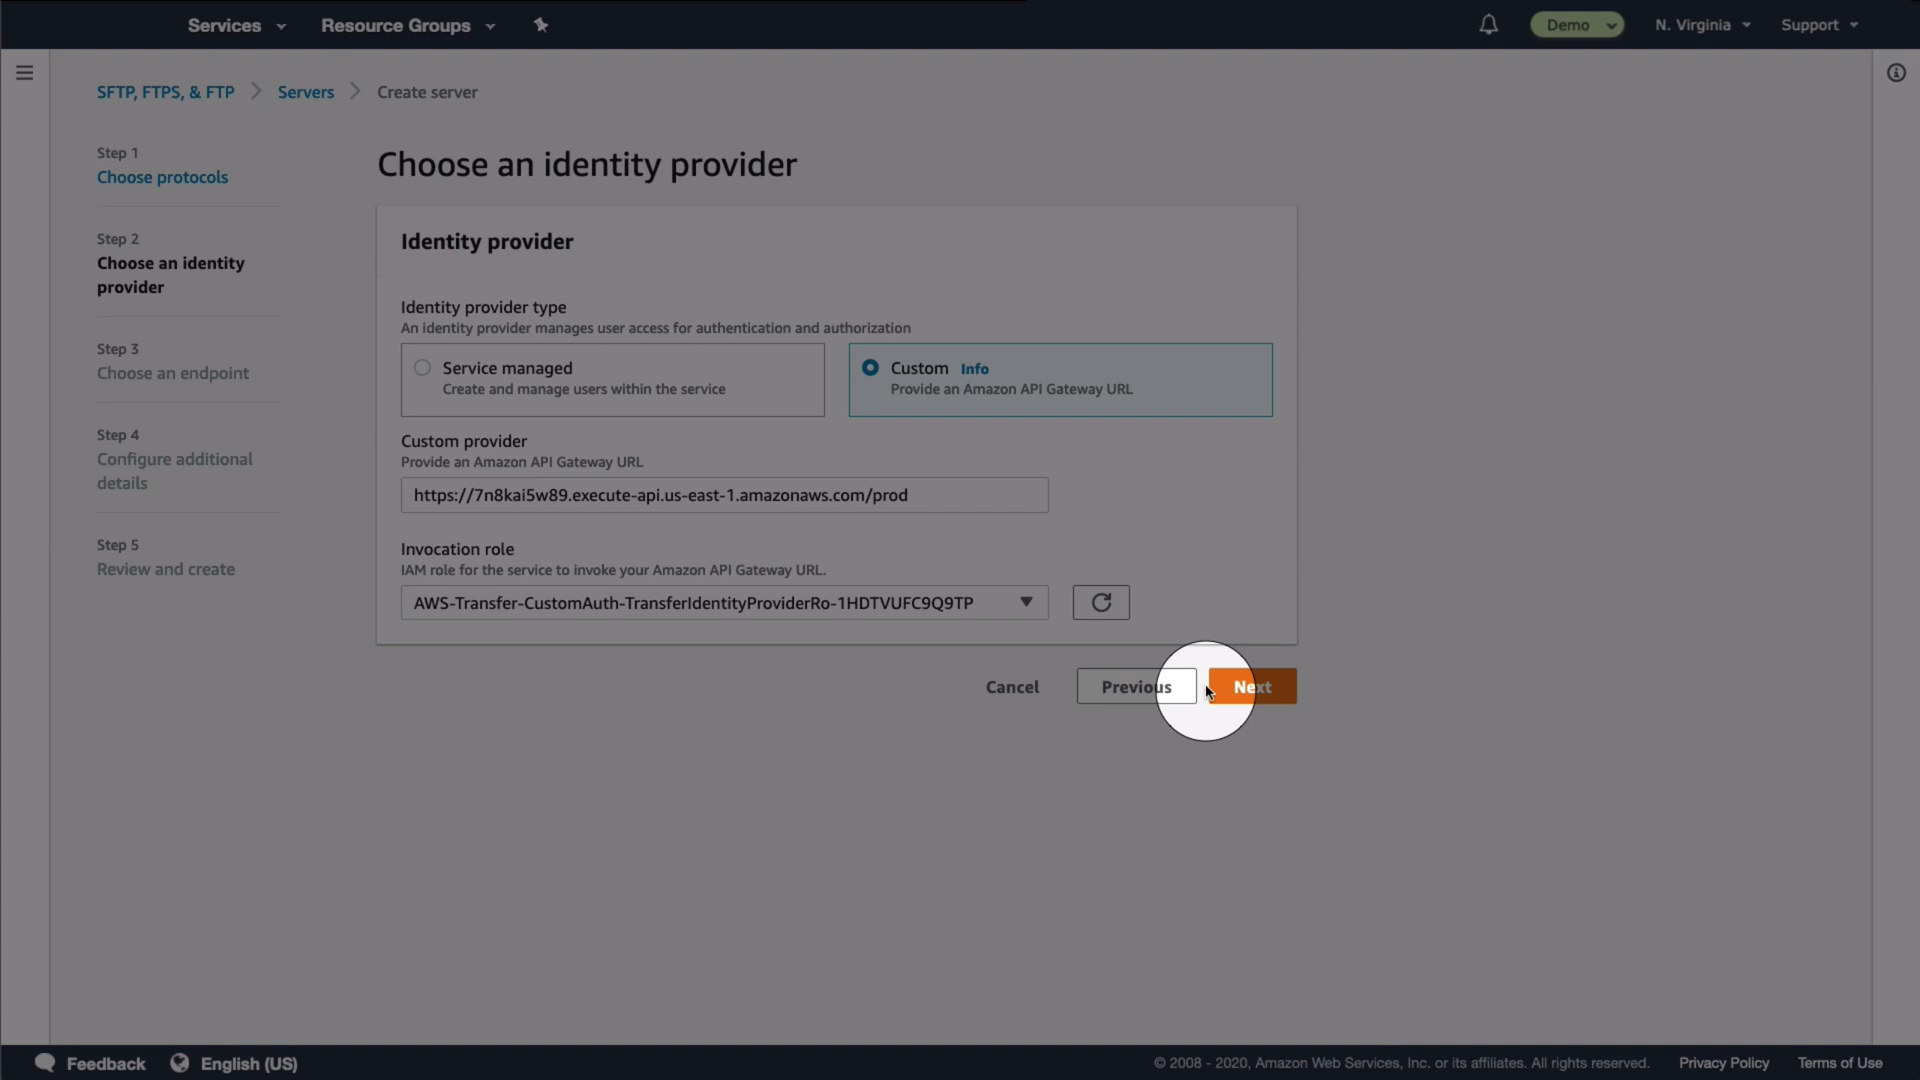 Services
Resource Groups
Demo
N. Virginia
Support
SFTP, FTPS, & FTP
Servers
Create server
Step 1
Choose protocols
Step 2
Choose an identity
provider
Step 3
Choose an endpoint
Step 4
Configure additional
details
Step 5
Review and create
Choose an identity provider
Identity provider
Identity provider type
An identity provider manages user access for authentication and authorization
Service managed
Create and manage users within the service
Custom Info
Provide an Amazon API Gateway URL
Custom provider
Provide an Amazon API Gateway URL
https://7n8kai5w89.execute-api.us-east-1.amazonaws.com/prod
Invocation role
IAM role for the service to invoke your Amazon API Gateway URL.
AWS-Transfer-CustomAuth-TransferIdentityProviderRo-1HDTVUFC9Q9TP
Cancel
Previous
Next
Feedback
English (US)
© 2008 - 2020, Amazon Web Services, Inc. or its affiliates. All rights reserved.
Privacy Policy
Terms of Use